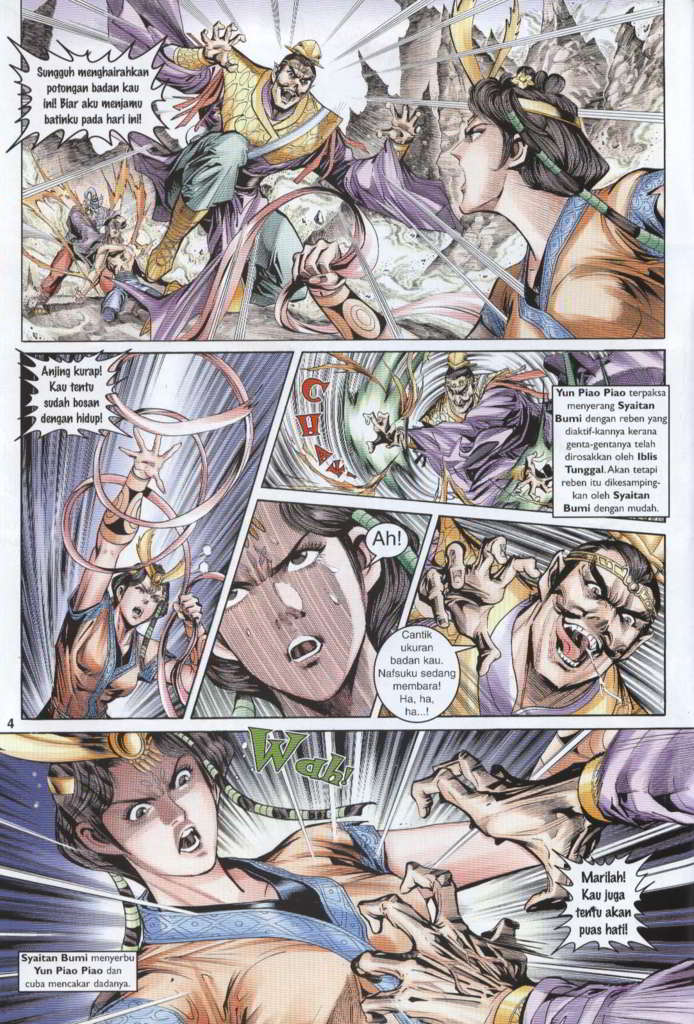 Sungguh menghairahkan
potongan badan kau
ini! Biar aku menjamu
batinku pada hari ini!
Anjing kurap!
Kau tentu
sudah bosan
dengan hidup!
CHAK
Yun Piao Piao terpaksa
menyerang Syaitan
Bumi dengan reben yang
diaktif-kannya kerana
genta-gentanya telah
dirosakkan oleh Iblis
Tunggal. Akan tetapi
reben itu dikesamping-
kan oleh Syaitan
Bumi dengan mudah.
Ah!
Cantik
ukuran
badan kau.
Nafsuku sedang
membara!
Ha, ha,
ha...!
4
Wah!
Marilah!
Kau juga
tentu akan
puas hati!
Syaitan Bumi menyerbu
Yun Piao Piao dan
cuba mencakar dadanya.